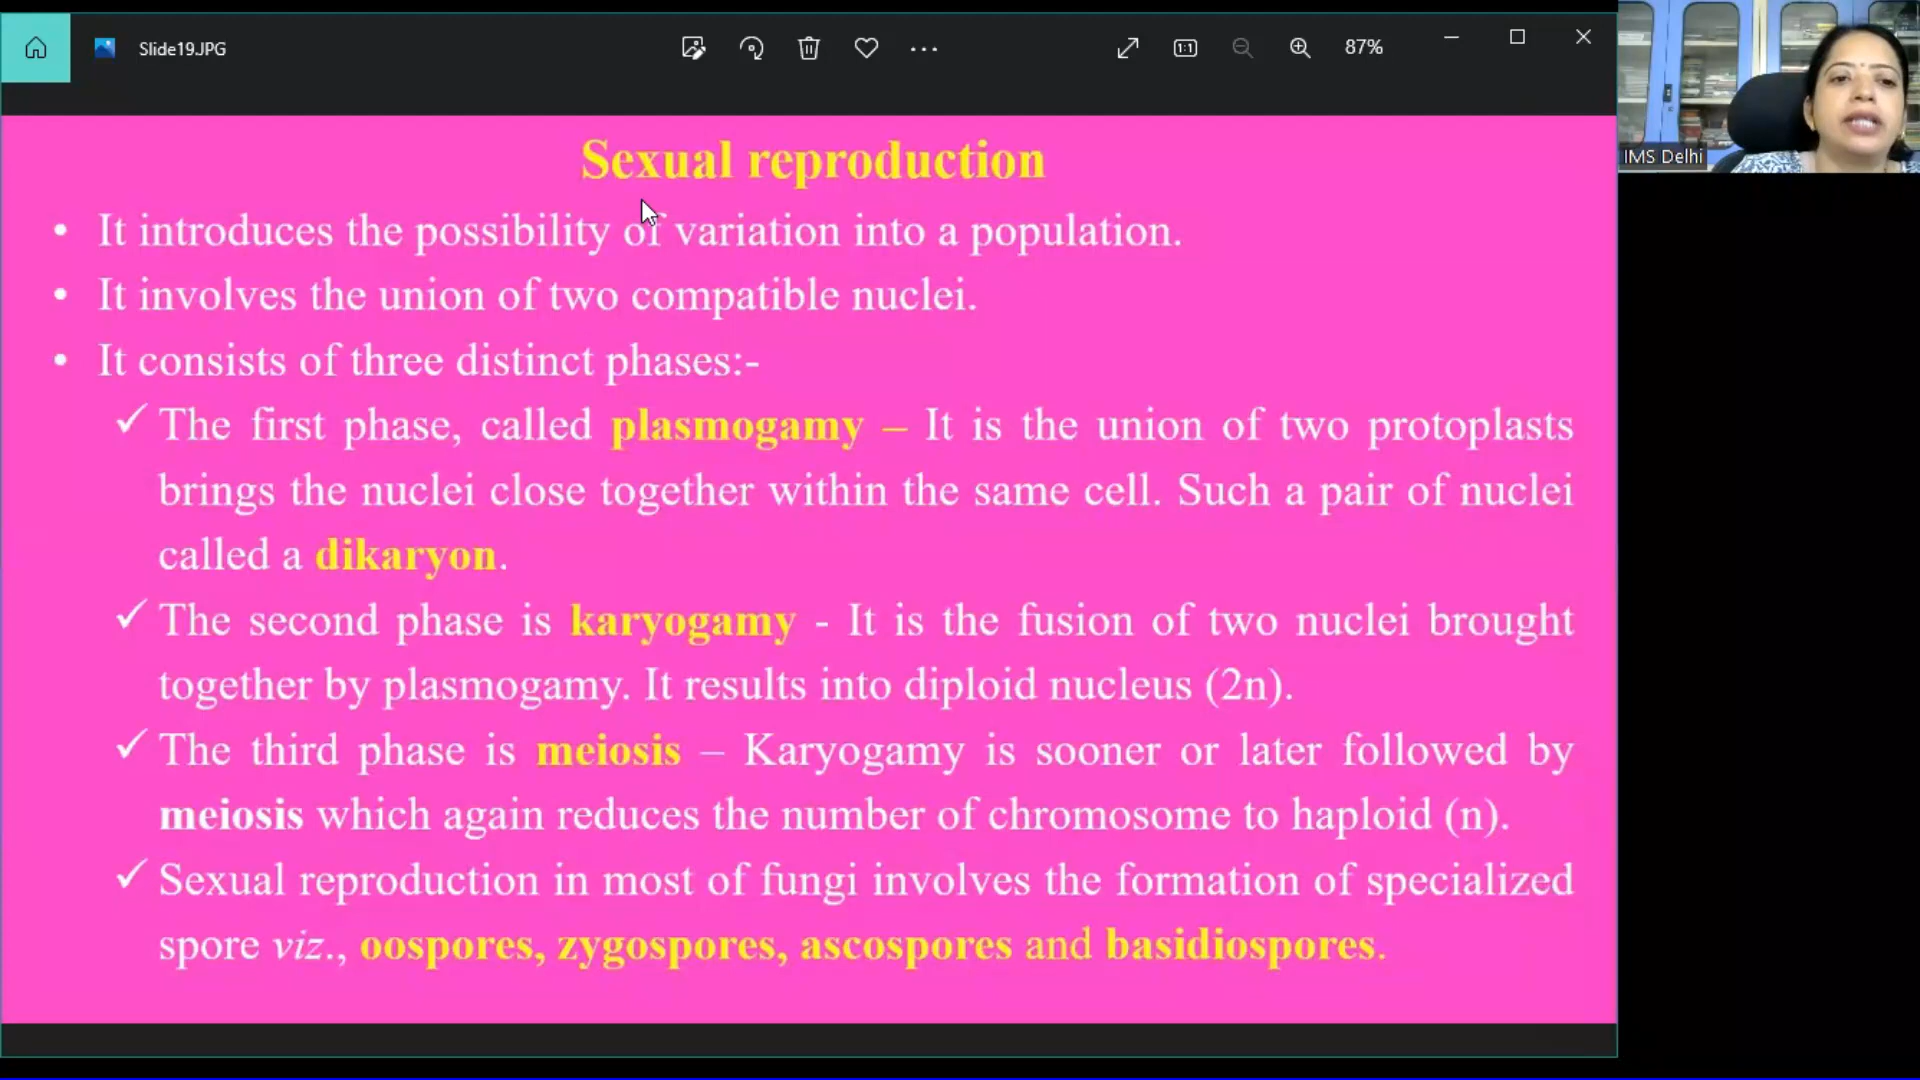 Slide19.JPG
87%
IMS Delhi
Sexual reproduction
• It introduces the possibility of variation into a population.
• It involves the union of two compatible nuclei.
• It consists of three distinct phases:-
✓ The first phase, called plasmogamy – It is the union of two protoplasts
brings the nuclei close together within the same cell. Such a pair of nuclei
called a dikaryon.
✓ The second phase is karyogamy - It is the fusion of two nuclei brought
together by plasmogamy. It results into diploid nucleus (2n).
✓ The third phase is meiosis – Karyogamy is sooner or later followed by
meiosis which again reduces the number of chromosome to haploid (n).
✓ Sexual reproduction in most of fungi involves the formation of specialized
spore viz., oospores, zygospores, ascospores and basidiospores.